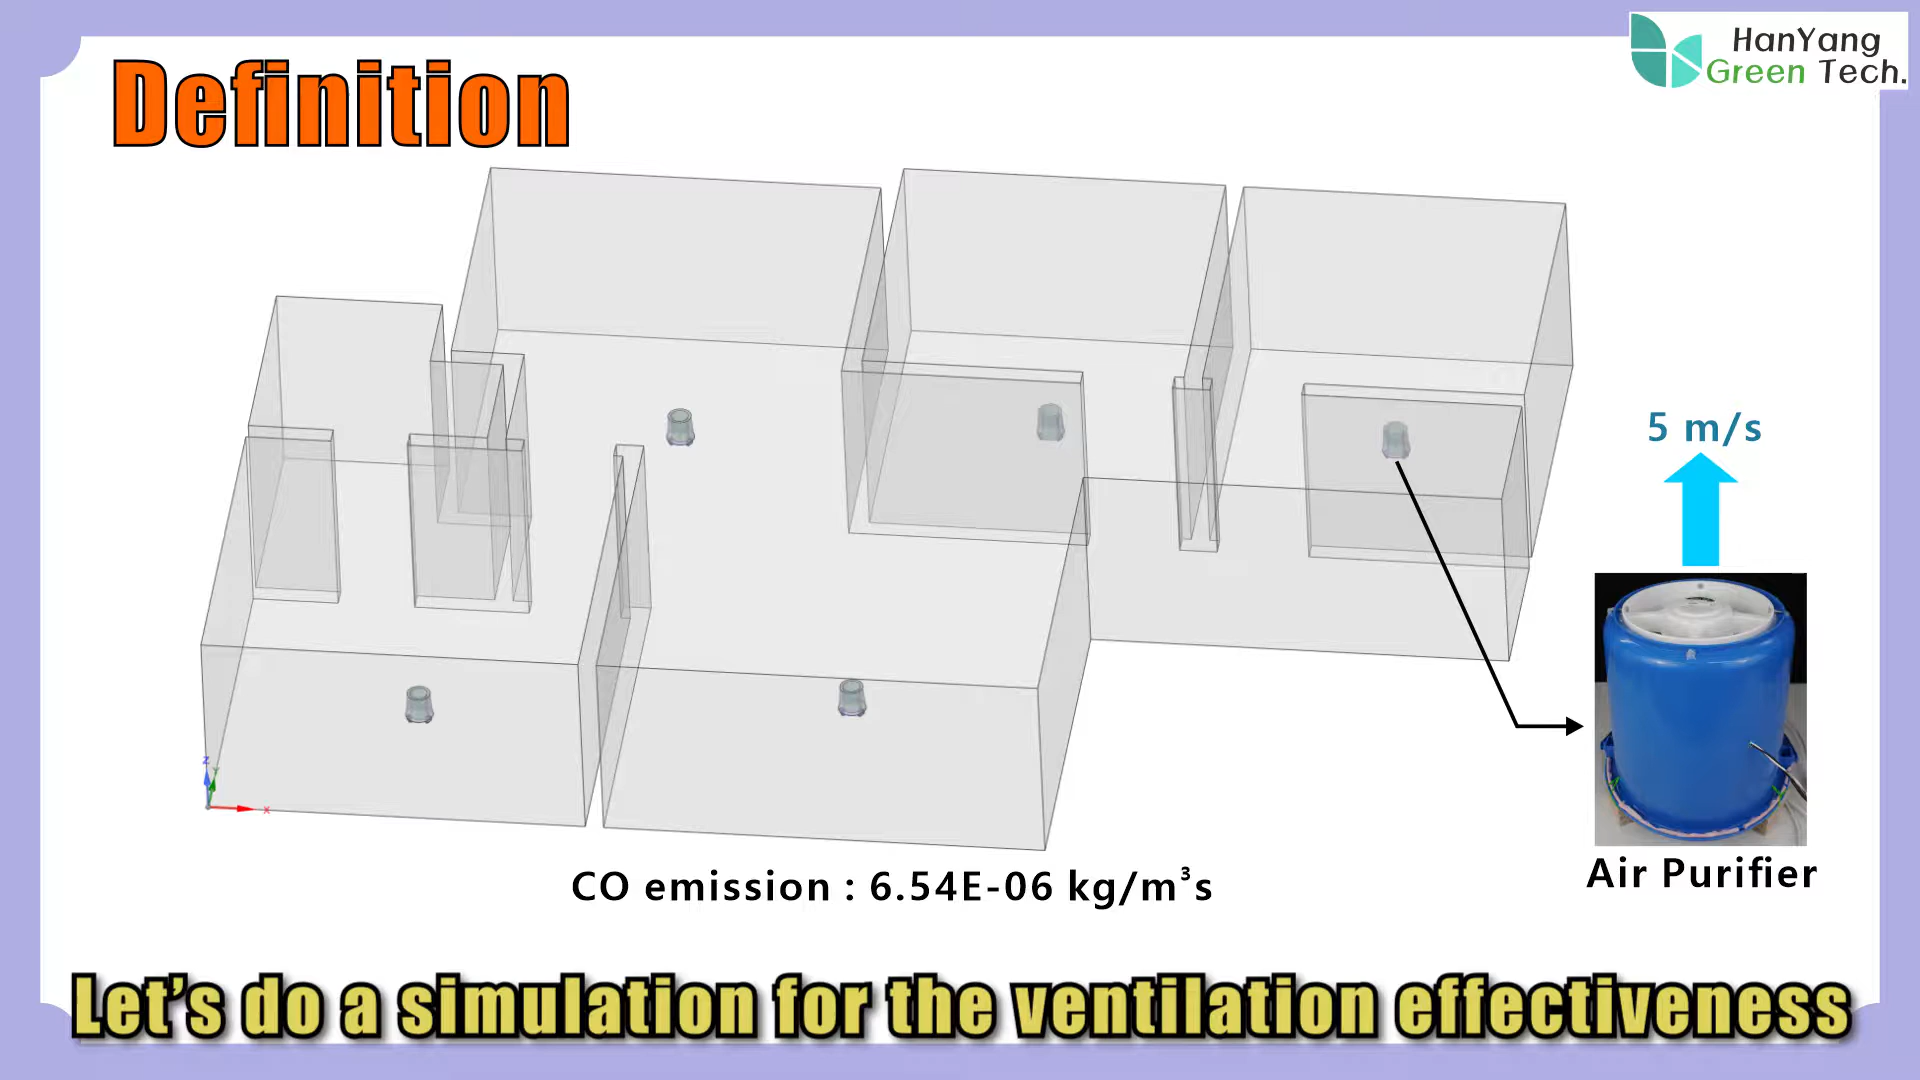 HanYang
Green Tech.
Definition
5 m/s
Z
Y
X
Air Purifier
CO emission : 6.54E-06 kg/m³s
Let's do a simulation for the ventilation effectiveness